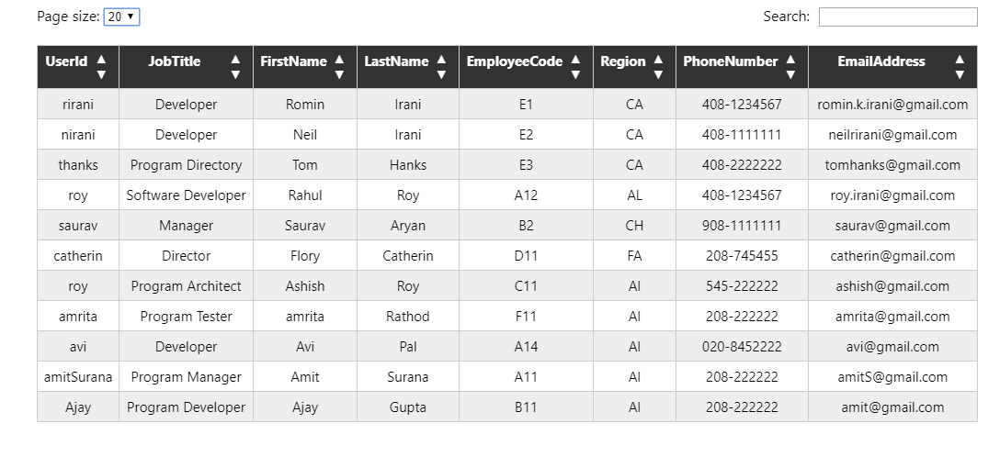 Page size: 20 Search:
UserId JobTitle FirstName LastName EmployeeCode Region PhoneNumber EmailAddress
rirani Developer Romin Irani E1 CA 408-1234567 romin.k.irani@gmail.com
nirani Developer Neil Irani E2 CA 408-1111111 neilrirani@gmail.com
thanks Program Directory Tom Hanks E3 CA 408-2222222 tomhanks@gmail.com
roy Software Developer Rahul Roy A12 AL 408-1234567 roy.irani@gmail.com
saurav Manager Saurav Aryan B2 CH 908-1111111 saurav@gmail.com
catherin Director Flory Catherin D11 FA 208-745455 catherin@gmail.com
roy Program Architect Ashish Roy C11 AI 545-222222 ashish@gmail.com
amrita Program Tester amrita Rathod F11 AI 208-222222 amrita@gmail.com
avi Developer Avi Pal A14 AI 020-8452222 avi@gmail.com
amitSurana Program Manager Amit Surana A11 AI 208-222222 amitS@gmail.com
Ajay Program Developer Ajay Gupta B11 AI 208-222222 amit@gmail.com